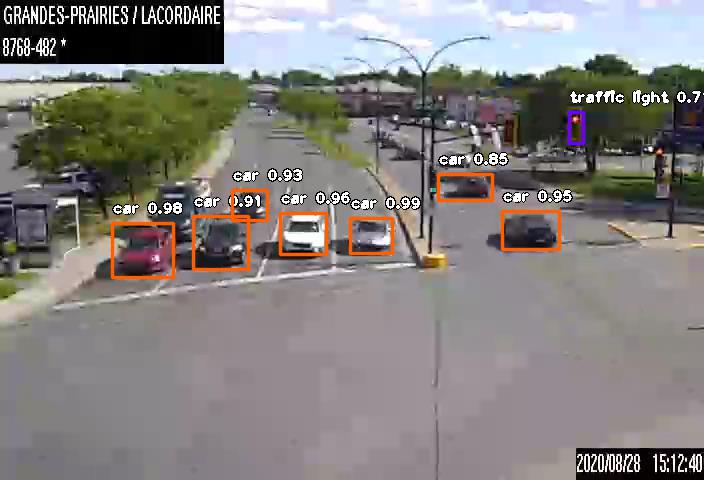 GRANDES-PRAIRIES / LACORDAIRE
8768-482 *
traffic light 0.7
car 0.85
car 0.93
car 0.98
car 0.91
car 0.96
car 0.99
car 0.95
2020/08/28 15:12:40